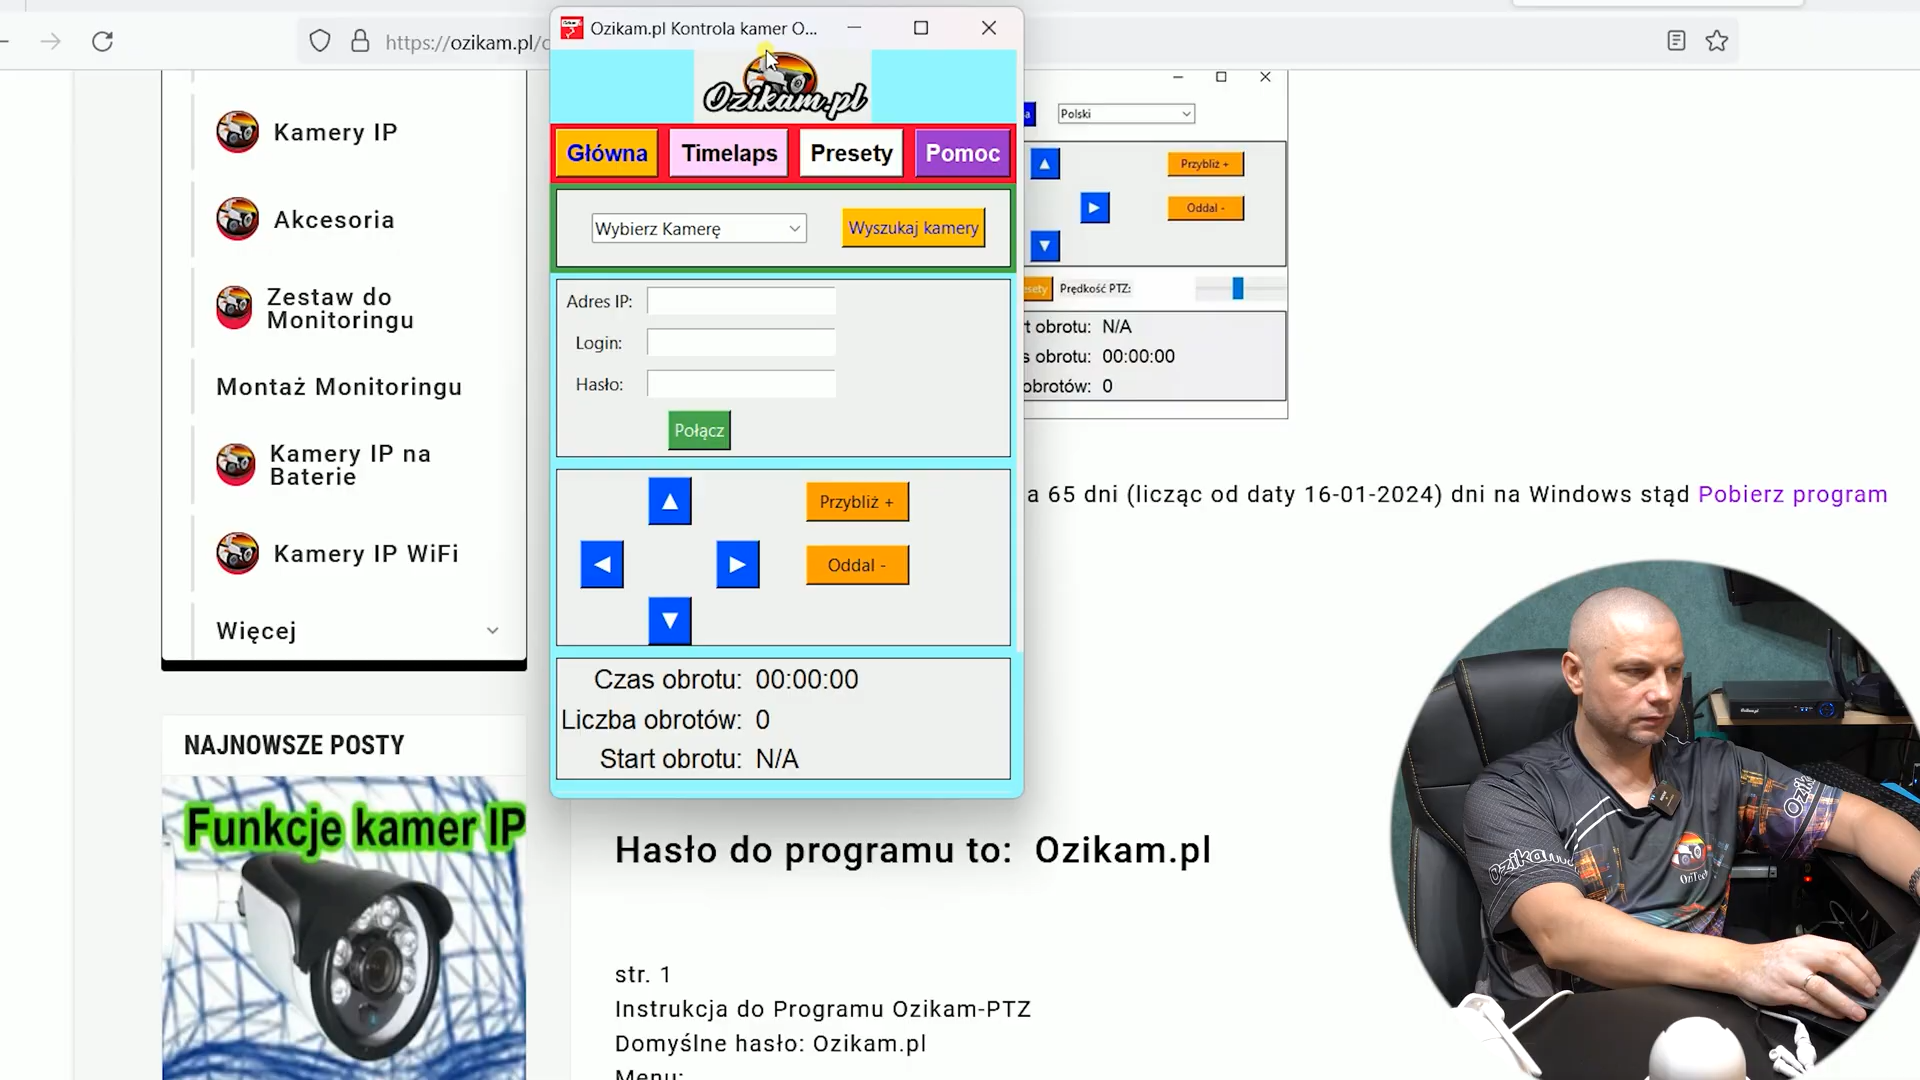 https://ozikam.pl/
Ozikam.pl Kontrola kamer O...
Ozikam.pl
Główna
Timelaps
Presety
Pomoc
Wybierz Kamerę
Wyszukaj kamery
Adres IP:
Login:
Hasło:
Połącz
Przybliż +
Oddal -
Czas obrotu: 00:00:00
Liczba obrotów: 0
Start obrotu: N/A
Kamery IP
Akcesoria
Zestaw do
Monitoringu
Montaż Monitoringu
Kamery IP na
Baterie
Kamery IP WiFi
Więcej
NAJNOWSZE POSTY
Funkcje kamer IP
Polski
Przybliż +
Oddal -
Prędkość PTZ:
obrotu: N/A
obrotu: 00:00:00
obrotów: 0
a 65 dni (licząc od daty 16-01-2024) dni na Windows stąd Pobierz program
Hasło do programu to: Ozikam.pl
str. 1
Instrukcja do Programu Ozikam-PTZ
Domyślne hasło: Ozikam.pl
Menu:
OziTech